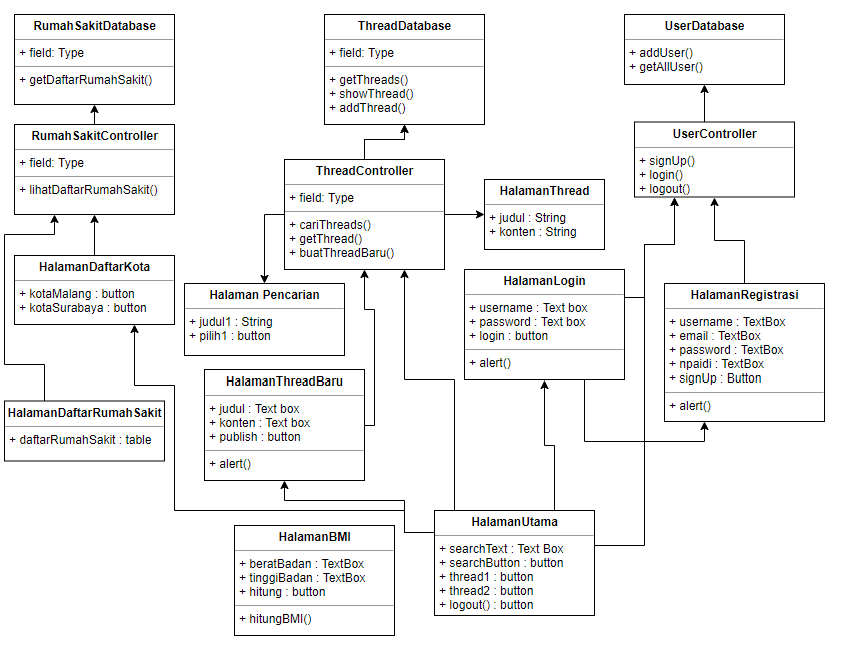 RumahSakitDatabase
+ field: Type
+ getDaftarRumahSakit()
ThreadDatabase
+ field: Type
+ getThreads()
+ showThread()
+ addThread()
UserDatabase
+ addUser()
+ getAllUser()
RumahSakitController
+ field: Type
+ lihatDaftarRumahSakit()
ThreadController
+ field: Type
+ cariThreads()
+ getThread()
+ buatThreadBaru()
HalamanThread
+ judul : String
+ konten : String
UserController
+ signUp()
+ login()
+ logout()
HalamanDaftarKota
+ kotaMalang : button
+ kotaSurabaya : button
Halaman Pencarian
+ judul1 : String
+ pilih1 : button
HalamanLogin
+ username : Text box
+ password : Text box
+ login : button
+ alert()
HalamanRegistrasi
+ username : TextBox
+ email : TextBox
+ password : TextBox
+ npaidi : TextBox
+ signUp : Button
+ alert()
HalamanThreadBaru
+ judul : Text box
+ konten : Text box
+ publish : button
+ alert()
HalamanDaftarRumahSakit
+ daftarRumahSakit : table
HalamanBMI
+ beratBadan : TextBox
+ tinggiBadan : TextBox
+ hitung : button
+ hitungBMI()
HalamanUtama
+ searchText : Text Box
+ searchButton : button
+ thread1 : button
+ thread2 : button
+ logout() : button